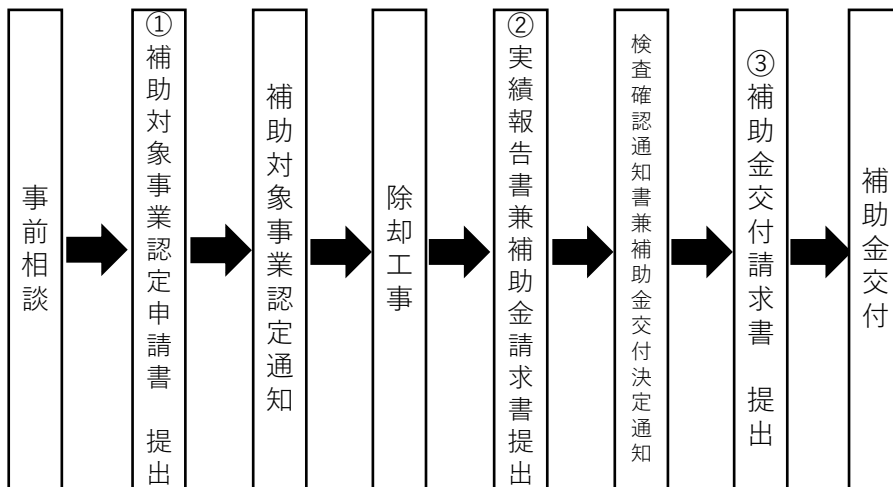 事前相談
①補助対象事業認定申請書　提出
補助対象事業認定通知
除却工事
②実績報告書兼補助金請求書提出
検査確認通知書兼補助金交付決定通知
③補助金交付請求書　提出
補助金交付